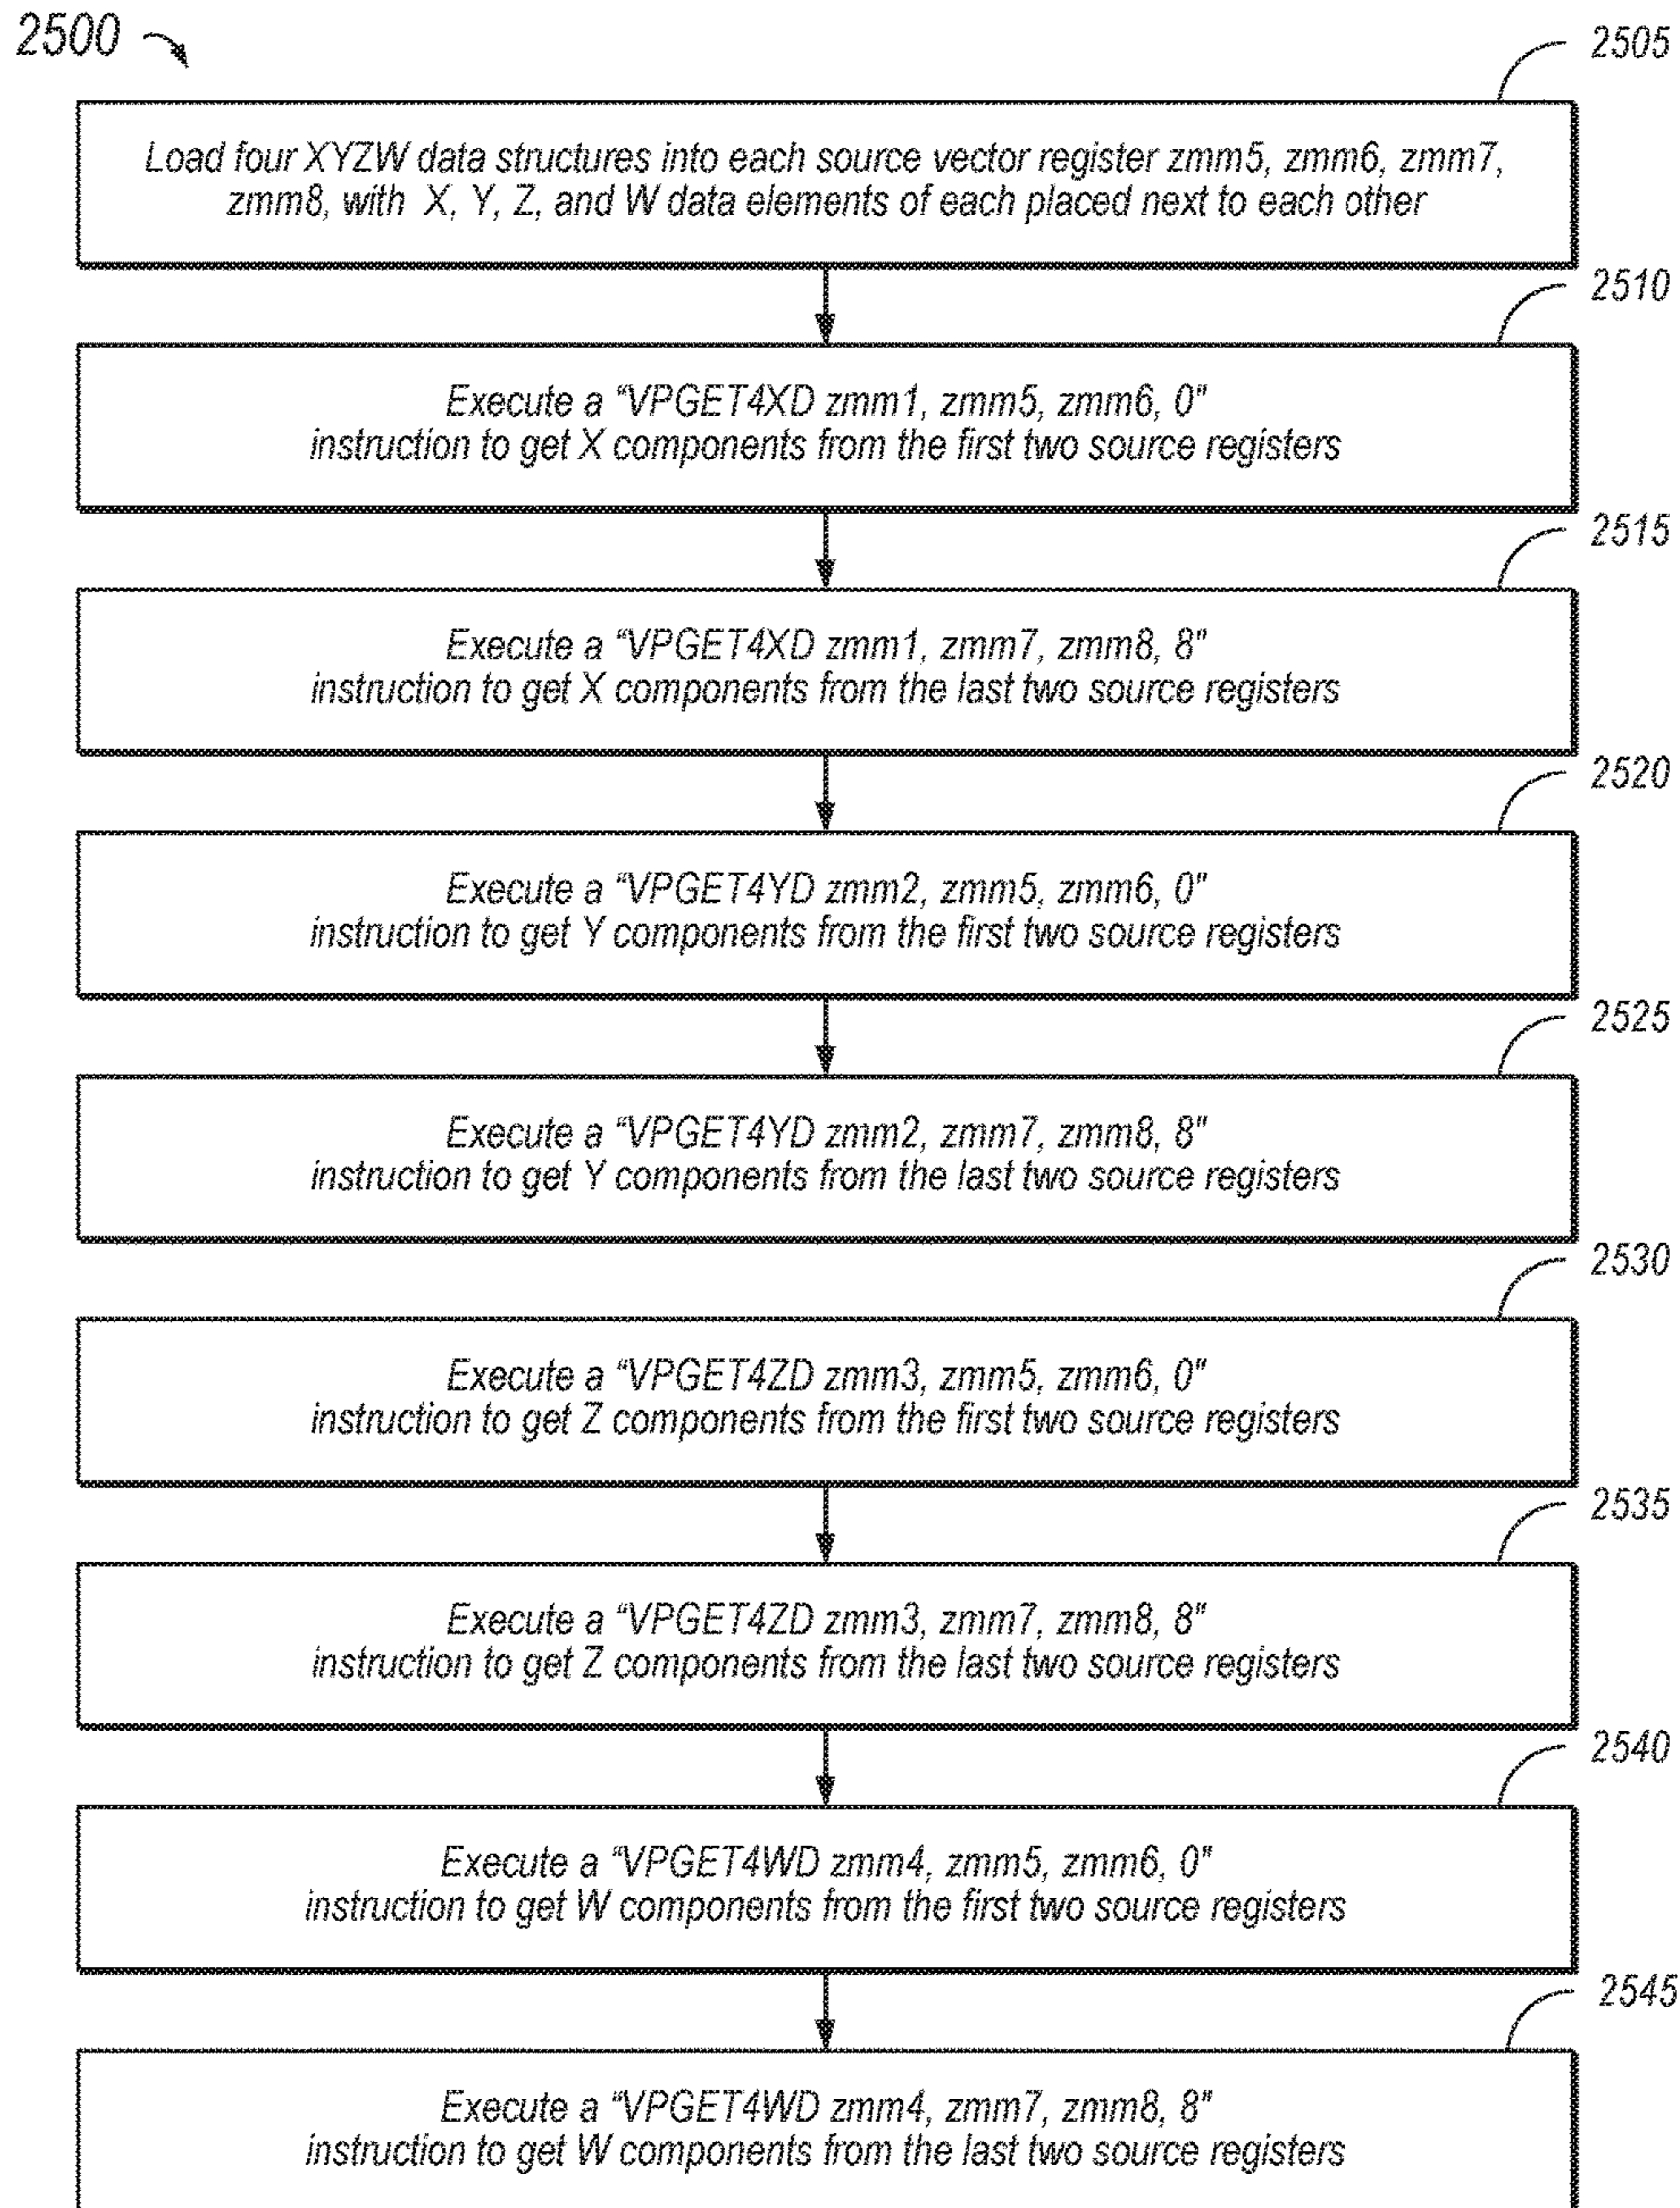 2500
2505
Load four XYZW data structures into each source vector register zmm5, zmm6, zmm7,
zmm8, with X, Y, Z, and W data elements of each placed next to each other
2510
Execute a "VPGET4XD zmm1, zmm5, zmm6, 0"
instruction to get X components from the first two source registers
2515
Execute a "VPGET4XD zmm1, zmm7, zmm8, 8"
instruction to get X components from the last two source registers
2520
Execute a "VPGET4YD zmm2, zmm5, zmm6, 0"
instruction to get Y components from the first two source registers
2525
Execute a "VPGET4YD zmm2, zmm7, zmm8, 8"
instruction to get Y components from the last two source registers
2530
Execute a "VPGET4ZD zmm3, zmm5, zmm6, 0"
instruction to get Z components from the first two source registers
2535
Execute a "VPGET4ZD zmm3, zmm7, zmm8, 8"
instruction to get Z components from the last two source registers
2540
Execute a "VPGET4WD zmm4, zmm5, zmm6, 0"
instruction to get W components from the first two source registers
2545
Execute a "VPGET4WD zmm4, zmm7, zmm8, 8"
instruction to get W components from the last two source registers